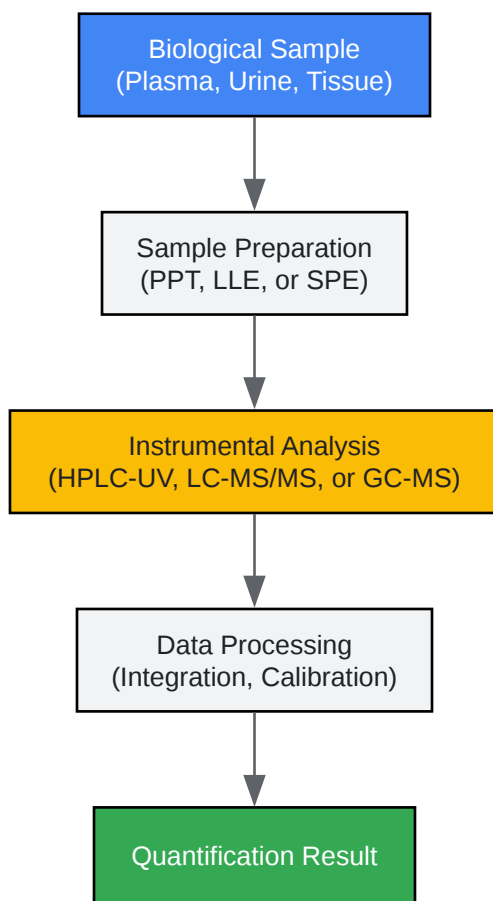 Biological Sample
(Plasma, Urine, Tissue)
Sample Preparation
(PPT, LLE, or SPE)
Instrumental Analysis
(HPLC-UV, LC-MS/MS, or GC-MS)
Data Processing
(Integration, Calibration)
Quantification Result